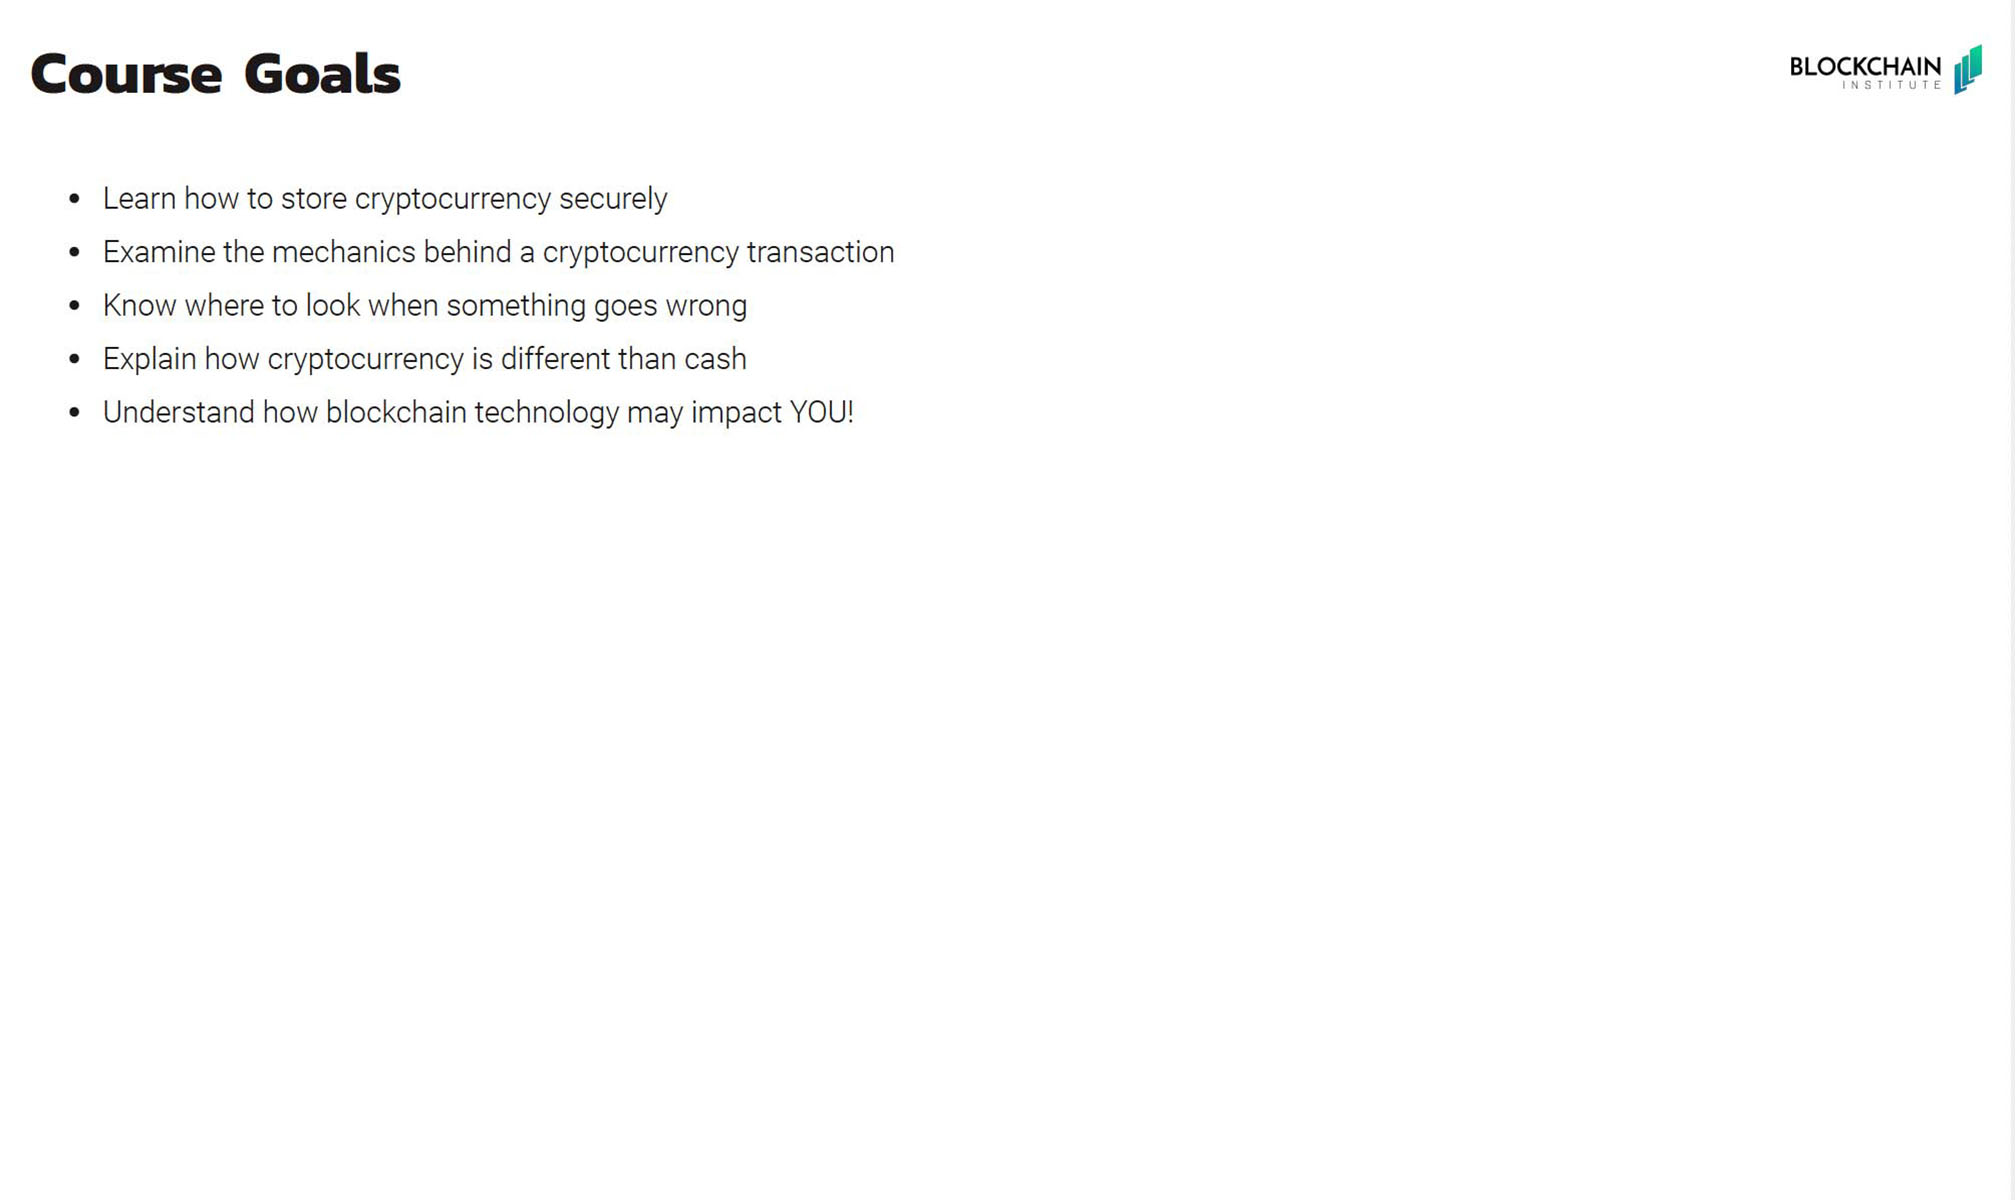 Course Goals
BLOCKCHAIN
INSTITUTE
• Learn how to store cryptocurrency securely
• Examine the mechanics behind a cryptocurrency transaction
• Know where to look when something goes wrong
• Explain how cryptocurrency is different than cash
• Understand how blockchain technology may impact YOU!